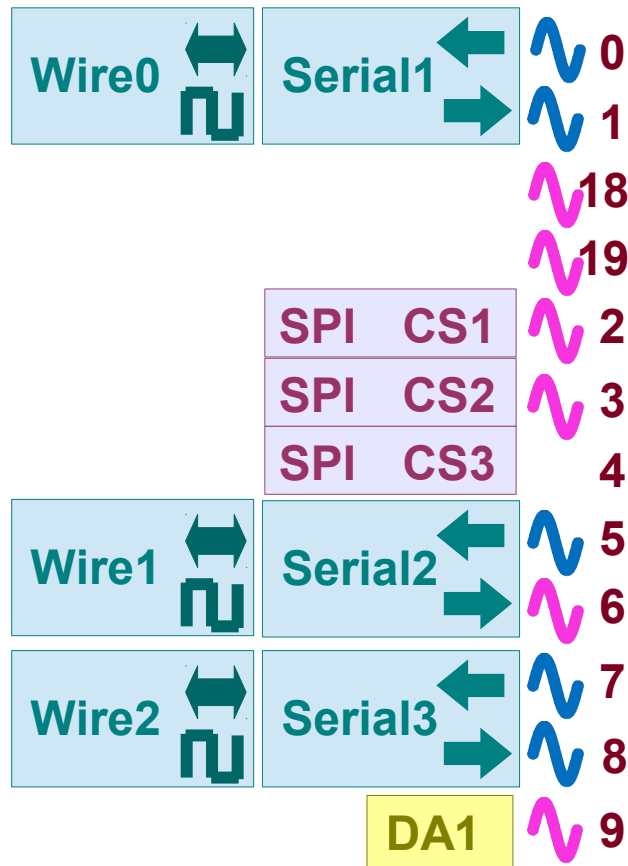 Wire0 Serial1 0
1
18
19
SPI CS1 2
SPI CS2 3
SPI CS3 4
Wire1 Serial2 5
6
Wire2 Serial3 7
8
DA1 9